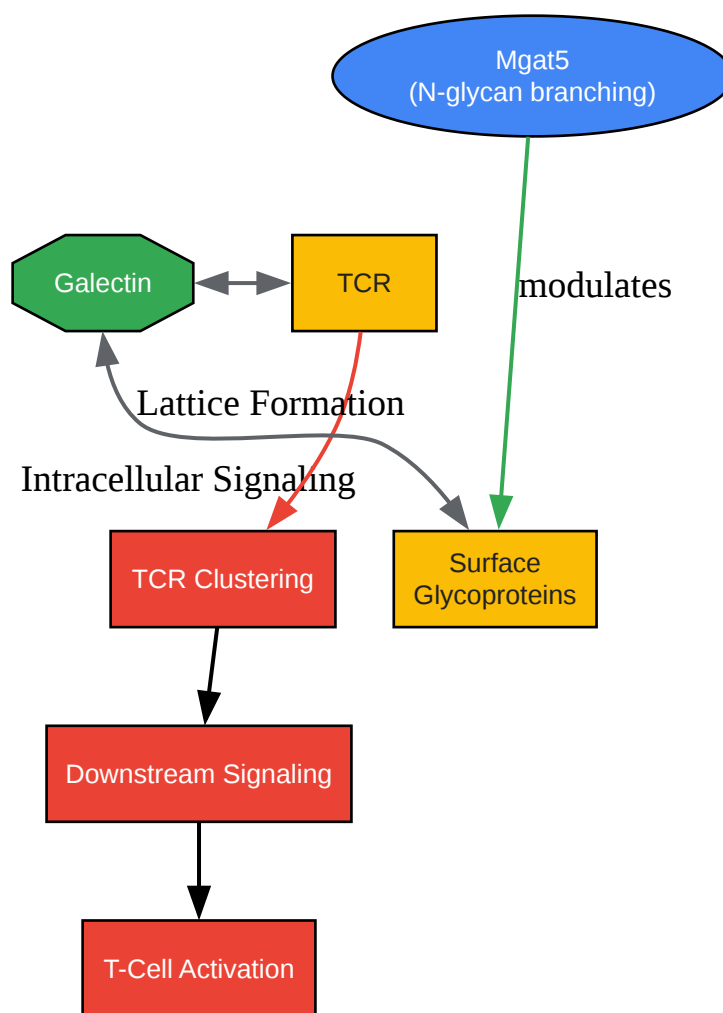 Mgat5
(N-glycan branching)
Galectin
TCR
modulates
Lattice Formation
Intracellular Signaling
TCR Clustering
Surface
Glycoproteins
Downstream Signaling
T-Cell Activation